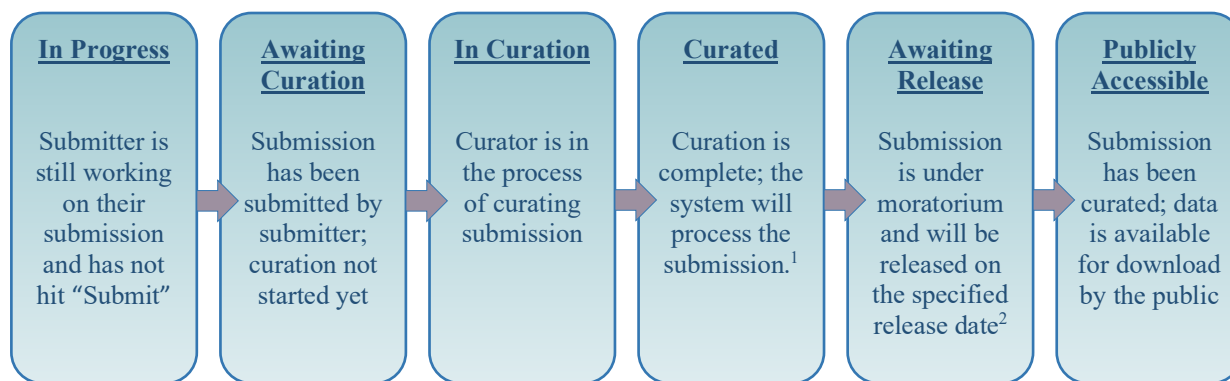 In Progress
Submitter is
still working
on their
submission
and has not
hit “Submit”
Awaiting
Curation
Submission
has been
submitted by
submitter;
curation not
started yet
In Curation
Curator is in
the process
of curating
submission
Curated
Curation is
complete; the
system will
process the
submission.1
Awaiting
Release
Submission
is under
moratorium
and will be
released on
the specified
release date2
Publicly
Accessible
Submission
has been
curated; data
is available
for download
by the public